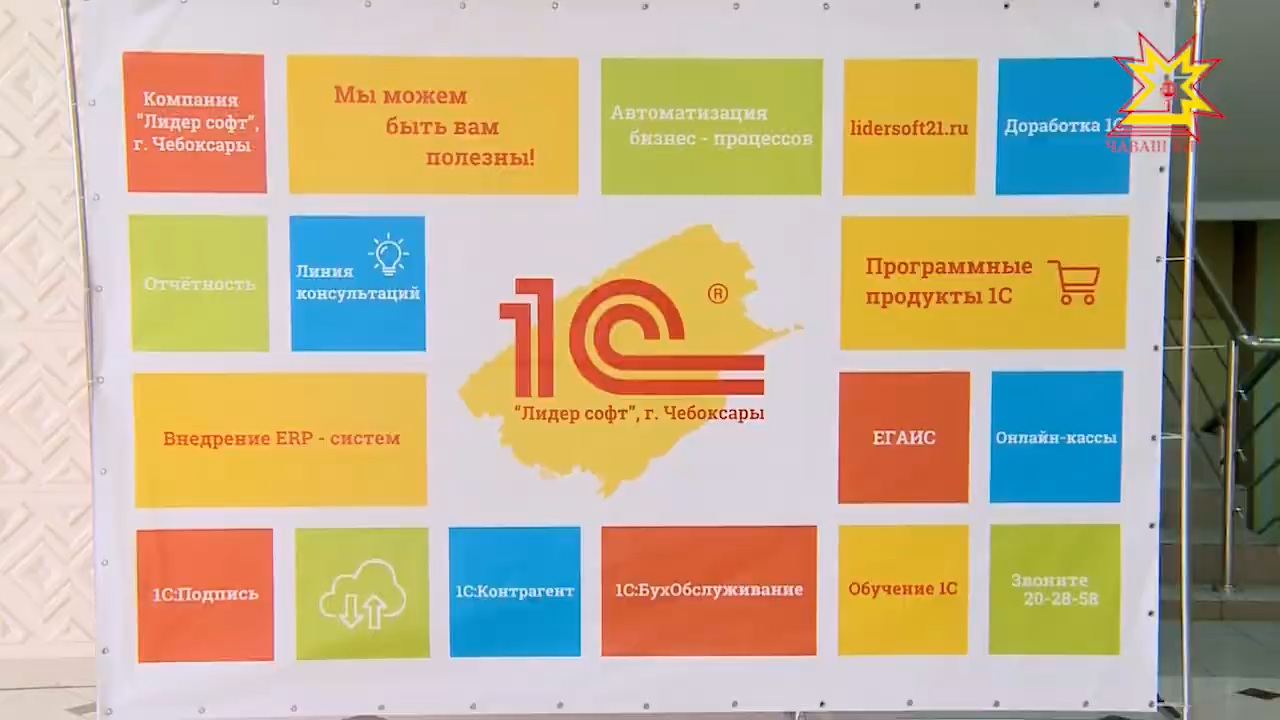 Компания
"Лидер софт",
г. Чебоксары
Мы можем
быть вам
полезны!
Автоматизация
бизнес - процессов
lidersoft21.ru
Доработка 1С
ЧАВАШ ЕН
Отчётность
Линия
консультаций
1С ®
"Лидер софт", г. Чебоксары
Программные
продукты 1С
Внедрение ERP - систем
ЕГАИС
Онлайн-кассы
1С:Подпись
1С:Контрагент
1С:БухОбслуживание
Обучение 1С
Звоните
20-28-58